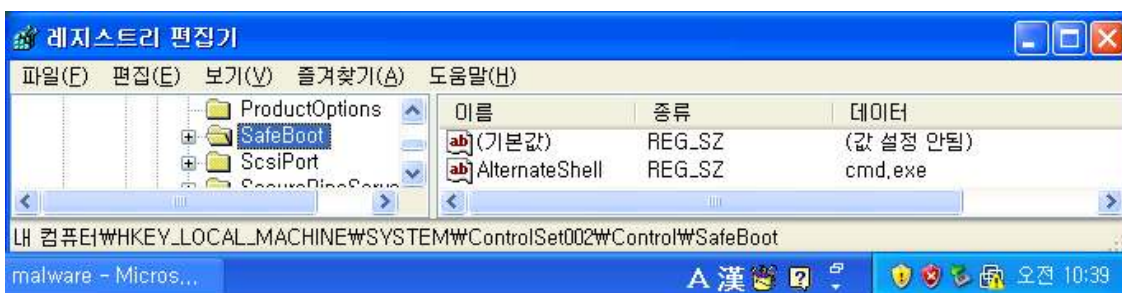 레지스트리 편집기
파일(F) 편집(E) 보기(V) 즐겨찾기(A) 도움말(H)
ProductOptions
SafeBoot
ScsiPort
이름 종류 데이터
(기본값) REG_SZ (값 설정 안됨)
AlternateShell REG_SZ cmd.exe
내 컴퓨터₩HKEY_LOCAL_MACHINE₩SYSTEM₩ControlSet002₩Control₩SafeBoot
malware - Micros...
A 漢
오전 10:39